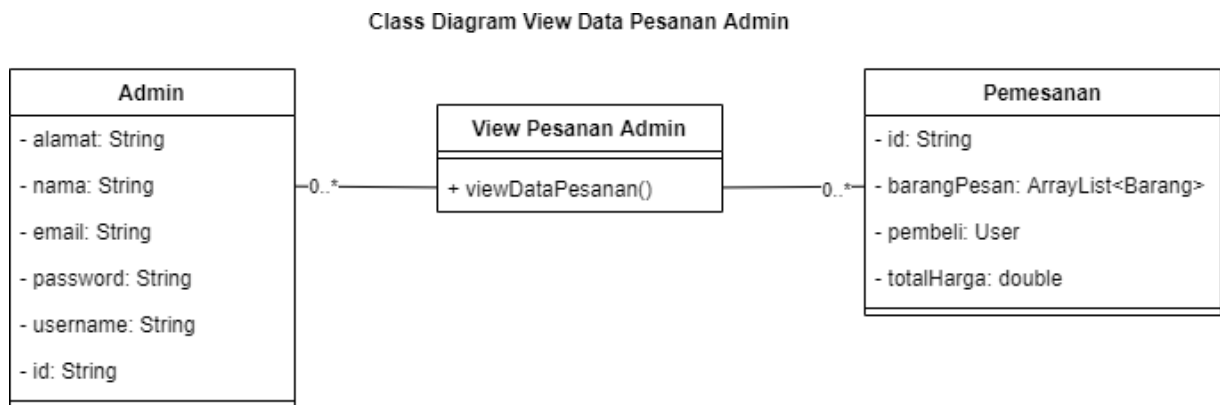 Class Diagram View Data Pesanan Admin
Admin
- alamat: String
- nama: String
- email: String
- password: String
- username: String
- id: String
0..*
View Pesanan Admin
+ viewDataPesanan()
0..*
Pemesanan
- id: String
- barangPesan: ArrayList<Barang>
- pembeli: User
- totalHarga: double